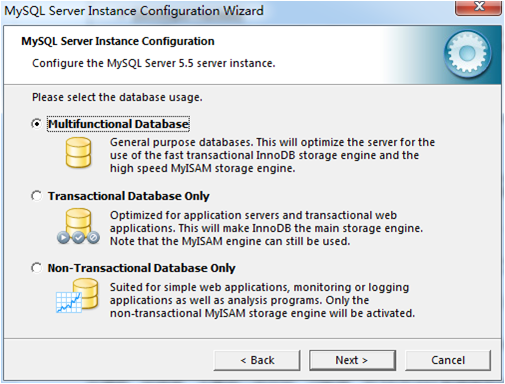 MySQL Server Instance Configuration Wizard
MySQL Server Instance Configuration
Configure the MySQL Server 5.5 server instance.
Please select the database usage.
Multifunctional Database
General purpose databases. This will optimize the server for the
use of the fast transactional InnoDB storage engine and the
high speed MyISAM storage engine.
Transactional Database Only
Optimized for application servers and transactional web
applications. This will make InnoDB the main storage engine.
Note that the MyISAM engine can still be used.
Non-Transactional Database Only
Suited for simple web applications, monitoring or logging
applications as well as analysis programs. Only the
non-transactional MyISAM storage engine will be activated.
< Back
Next >
Cancel